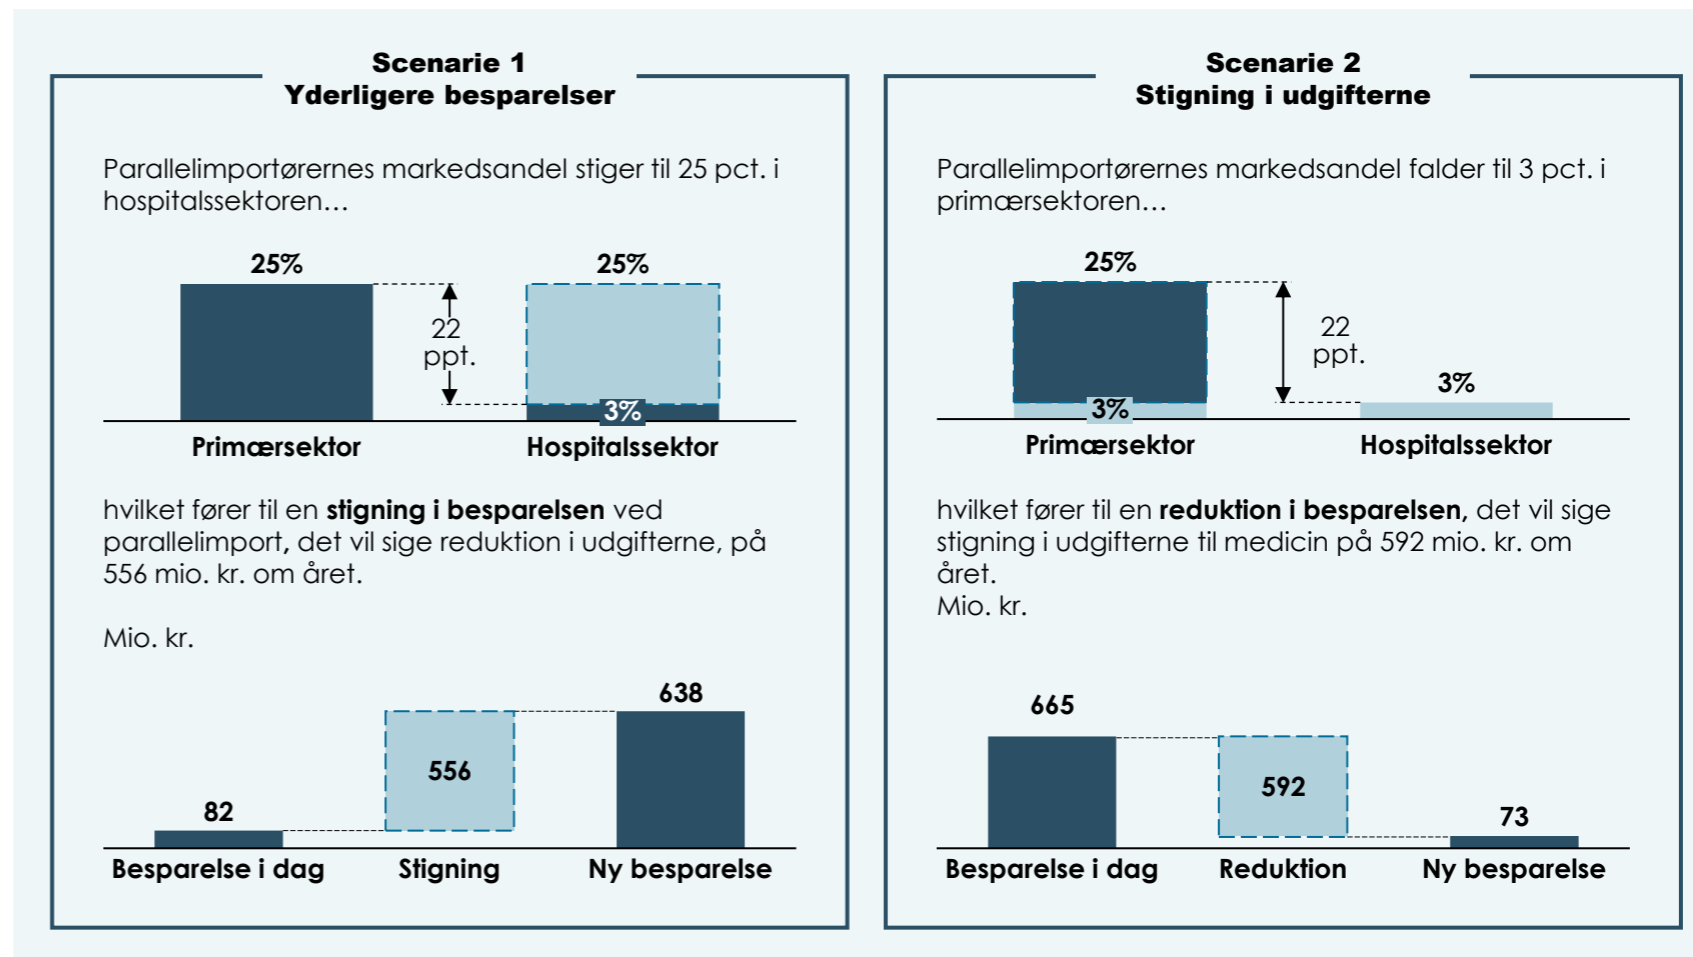 Scenarie 1
Yderligere besparelser
Parallelimportørernes markedsandel stiger til 25 pct. i
hospitalssektoren…
25%
25%
22
ppt.
3%
Primærsektor
Hospitalssektor
hvilket fører til en stigning i besparelsen ved
parallelimport, det vil sige reduktion i udgifterne, på
556 mio. kr. om året.
Mio. kr.
638
556
82
Besparelse i dag
Stigning
Ny besparelse
Scenarie 2
Stigning i udgifterne
Parallelimportørernes markedsandel falder til 3 pct. i
primærsektoren…
25%
22
ppt.
3%
3%
Primærsektor
Hospitalssektor
hvilket fører til en reduktion i besparelsen, det vil sige
stigning i udgifterne til medicin på 592 mio. kr. om
året.
Mio. kr.
665
592
73
Besparelse i dag
Reduktion
Ny besparelse